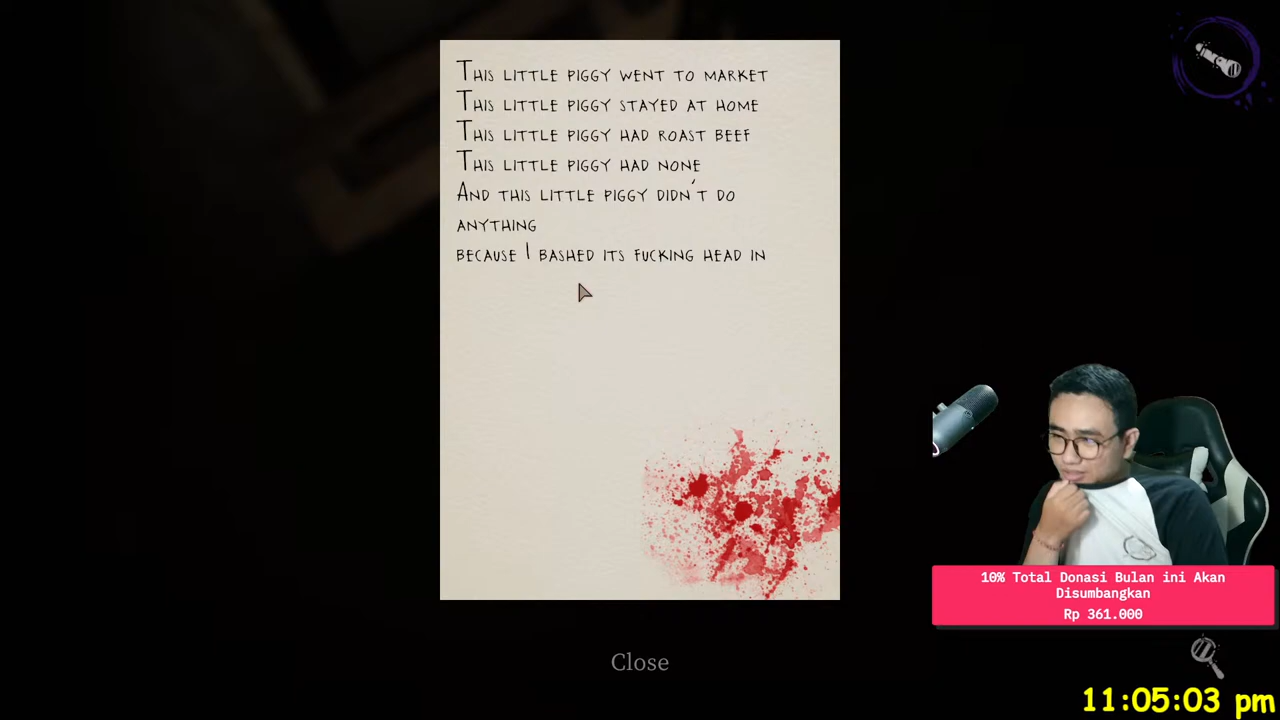 This little piggy went to market
This little piggy stayed at home
This little piggy had roast beef
This little piggy had none
And this little piggy didn't do
anything
because I bashed its fucking head in
10% Total Donasi Bulan ini Akan
Disumbangkan
Rp 361.000
Close
11:05:03 pm